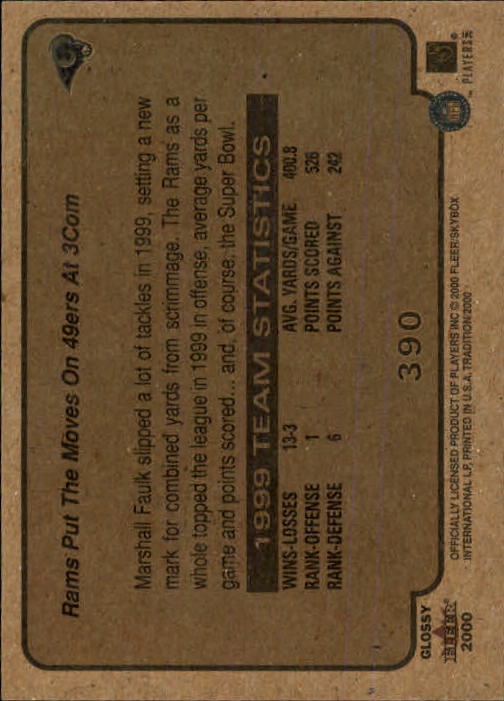 Rams Put The Moves On 49ers At 3Com
Marshall Faulk slipped a lot of tackles in 1999, setting a new
mark for combined yards from scrimmage. The Rams as a
whole topped the league in 1999 in offense, average yards per
game and points scored... and, of course, the Super Bowl.
1999 TEAM STATISTICS
WINS-LOSSES 13-3 AVG. YARDS/GAME 400.8
RANK-OFFENSE 1 POINTS SCORED 526
RANK-DEFENSE 6 POINTS AGAINST 242
390
GLOSSY
FLEER
2000
OFFICIALLY LICENSED PRODUCT OF PLAYERS INC © 2000 FLEER/SKYBOX
INTERNATIONAL LP, PRINTED IN U.S.A. TRADITION/2000
NFL
PLAYERS INC